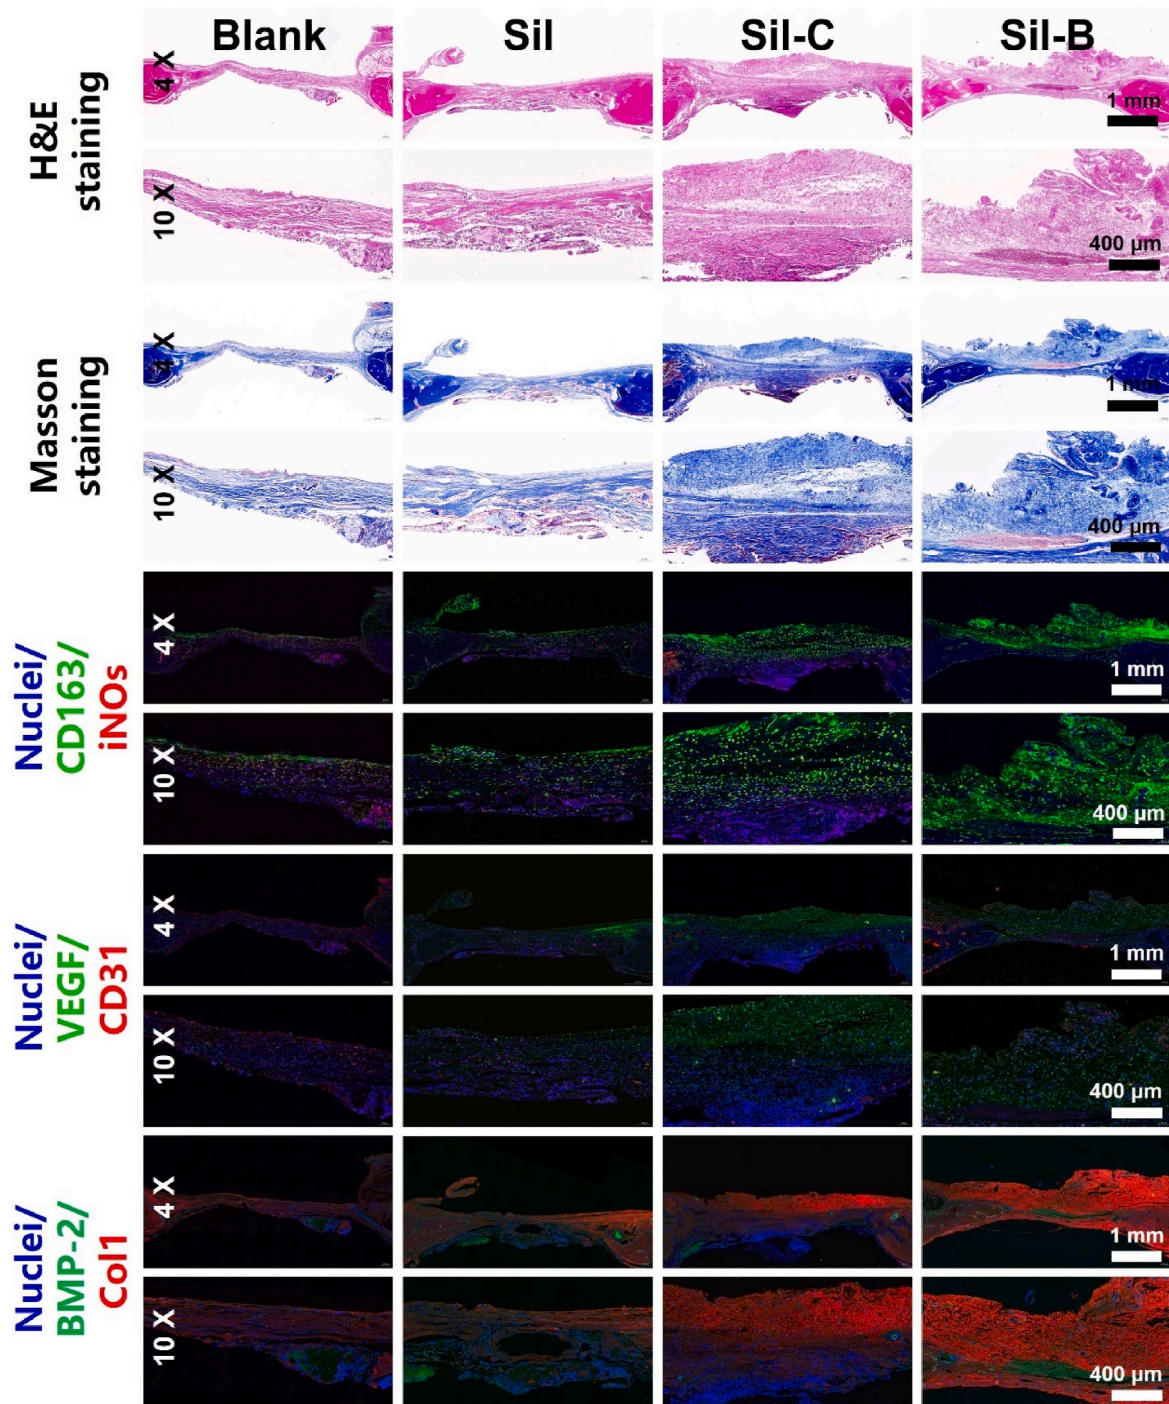 Blank Sil Sil-C Sil-B
H&E
staining
4 X
1 mm
10 X
400 µm
Masson
staining
4 X
1 mm
10 X
400 µm
Nuclei/
CD163/
iNOs
4 X
1 mm
10 X
400 µm
Nuclei/
VEGF/
CD31
4 X
1 mm
10 X
400 µm
Nuclei/
BMP-2/
Col1
4 X
1 mm
10 X
400 µm